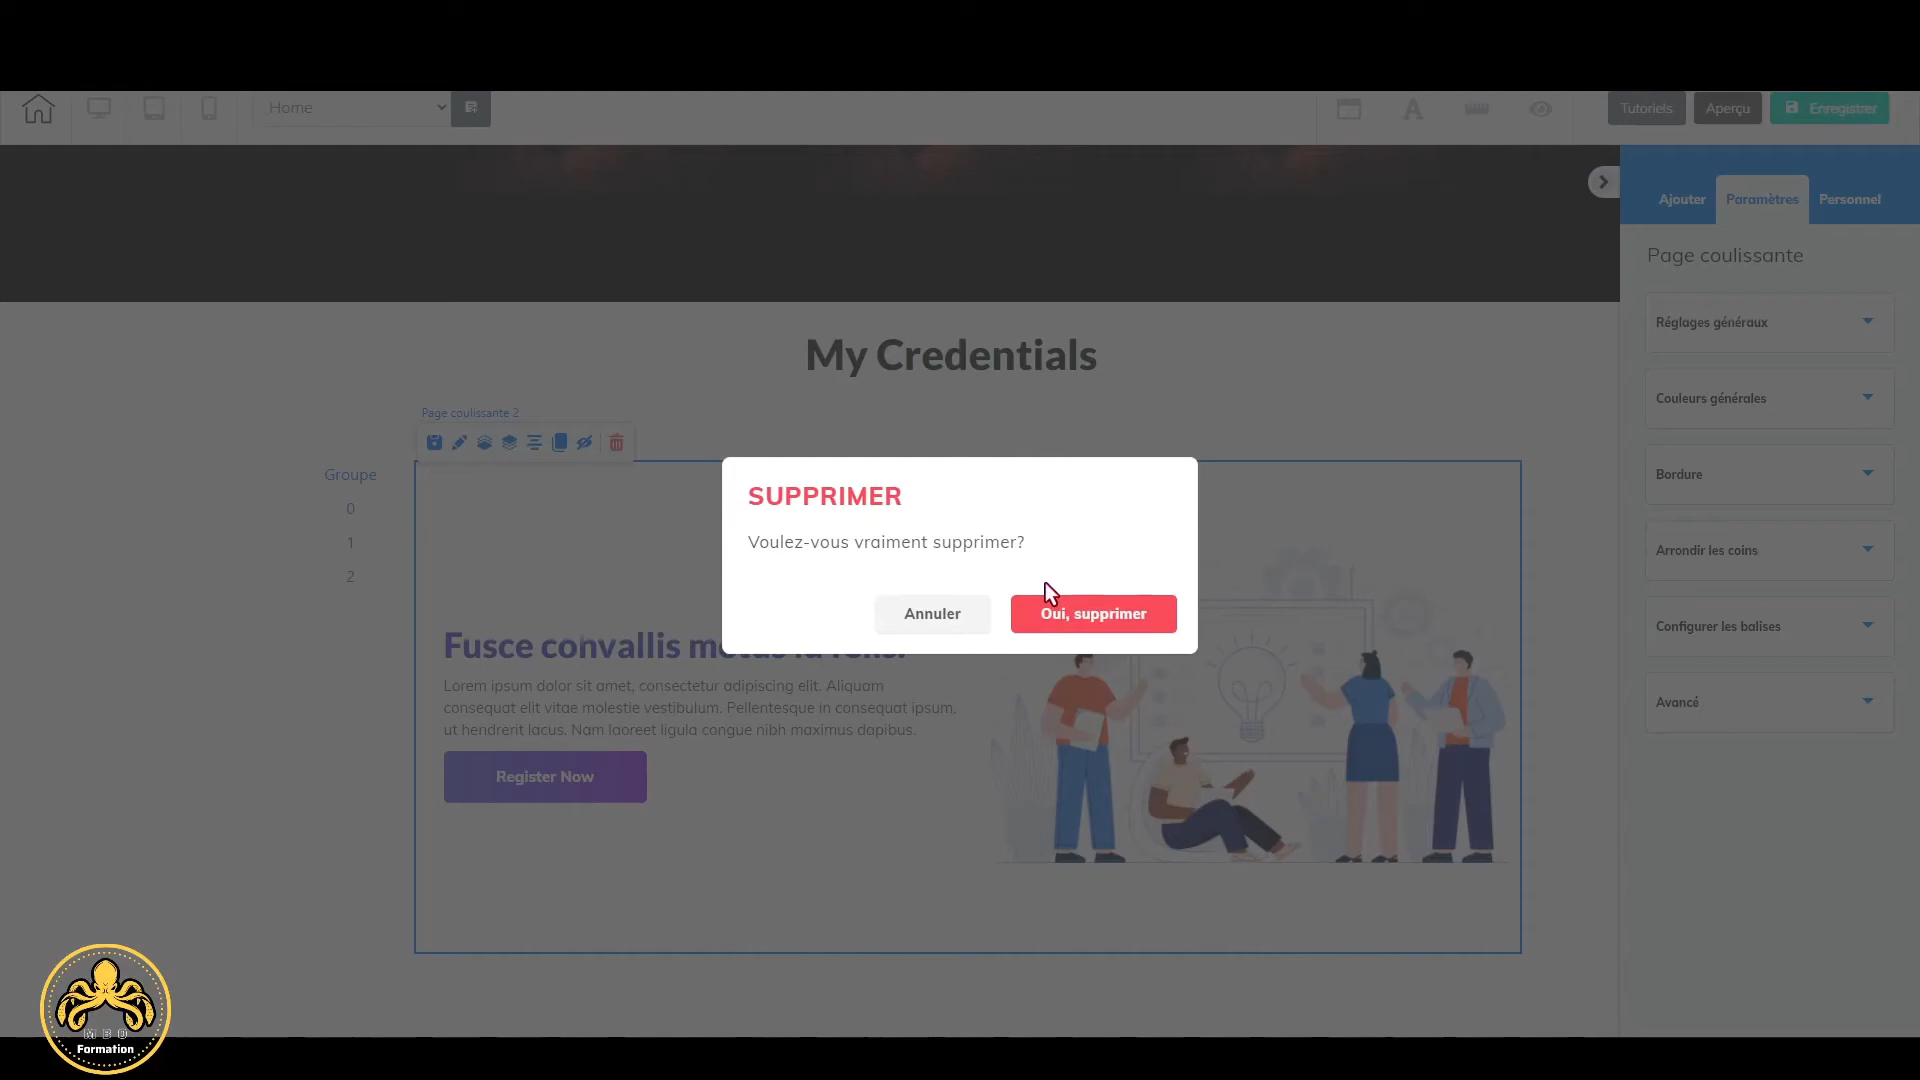 Home
Tutoriels
Aperçu
Enregistrer
Ajouter
Paramètres
Personnel
Page coulissante
Réglages généraux
Couleurs générales
Bordure
Arrondir les coins
Configurer les balises
Avancé
My Credentials
Page coulissante 2
Groupe
0
1
2
SUPPRIMER
Voulez-vous vraiment supprimer?
Annuler
Oui, supprimer
Fusce convallis
Lorem ipsum dolor sit amet, consectetur adipiscing elit. Aliquam
consequat elit vitae molestie vestibulum. Pellentesque in consequat ipsum,
ut hendrerit lacus. Nam laoreet ligula congue nibh maximus dapibus.
Register Now
MBO
Formation